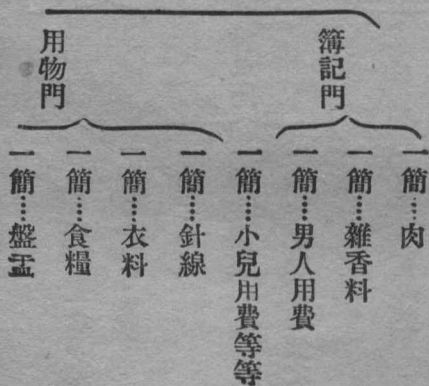 簿記門
一簡……肉
一簡……雜香料
一簡……男人用費
一簡……小兒用費等等
用物門
一簡……針線
一簡……衣料
一簡……食糧
一簡……盤盂